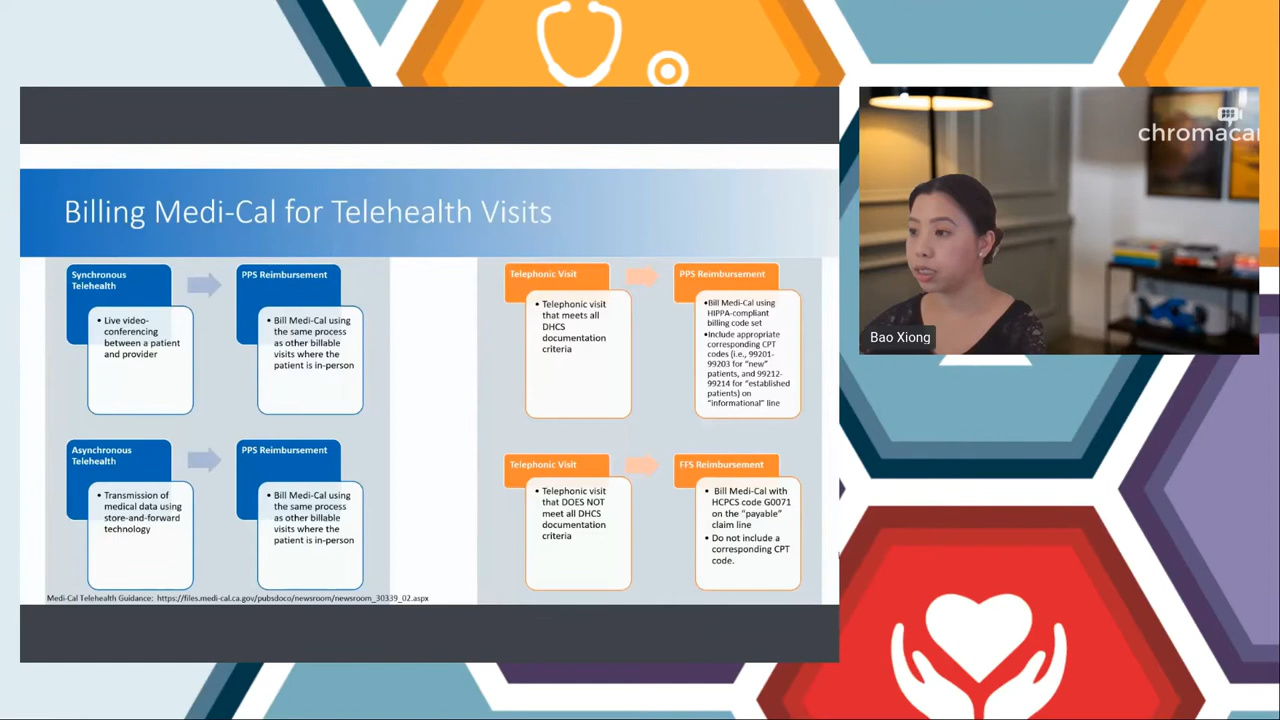 Billing Medi-Cal for Telehealth Visits
Synchronous
Telehealth
• Live video-
conferencing
between a patient
and provider
PPS Reimbursement
• Bill Medi-Cal using
the same process
as other billable
visits where the
patient is in-person
Asynchronous
Telehealth
• Transmission of
medical data using
store-and-forward
technology
PPS Reimbursement
• Bill Medi-Cal using
the same process
as other billable
visits where the
patient is in-person
Telephonic Visit
• Telephonic visit
that meets all
DHCS
documentation
criteria
PPS Reimbursement
•Bill Medi-Cal using
HIPPA-compliant
billing code set
•Include appropriate
corresponding CPT
codes (i.e., 99201-
99203 for "new"
patients, and 99212-
99214 for "established
patients) on
"informational" line
Telephonic Visit
• Telephonic visit
that DOES NOT
meet all DHCS
documentation
criteria
FFS Reimbursement
• Bill Medi-Cal with
HCPCS code G0071
on the "payable"
claim line
• Do not include a
corresponding CPT
code.
Medi-Cal Telehealth Guidance: https://files.medi-cal.ca.gov/pubsdoco/newsroom/newsroom_30339_02.aspx
chromacam
Bao Xiong